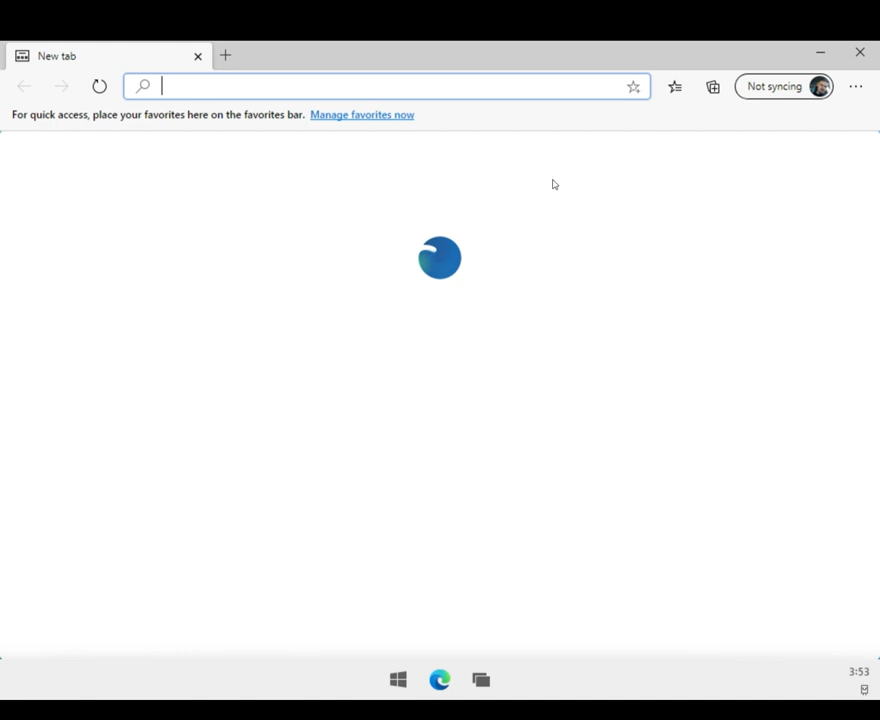 New tab
Not syncing
For quick access, place your favorites here on the favorites bar. Manage favorites now
3:53